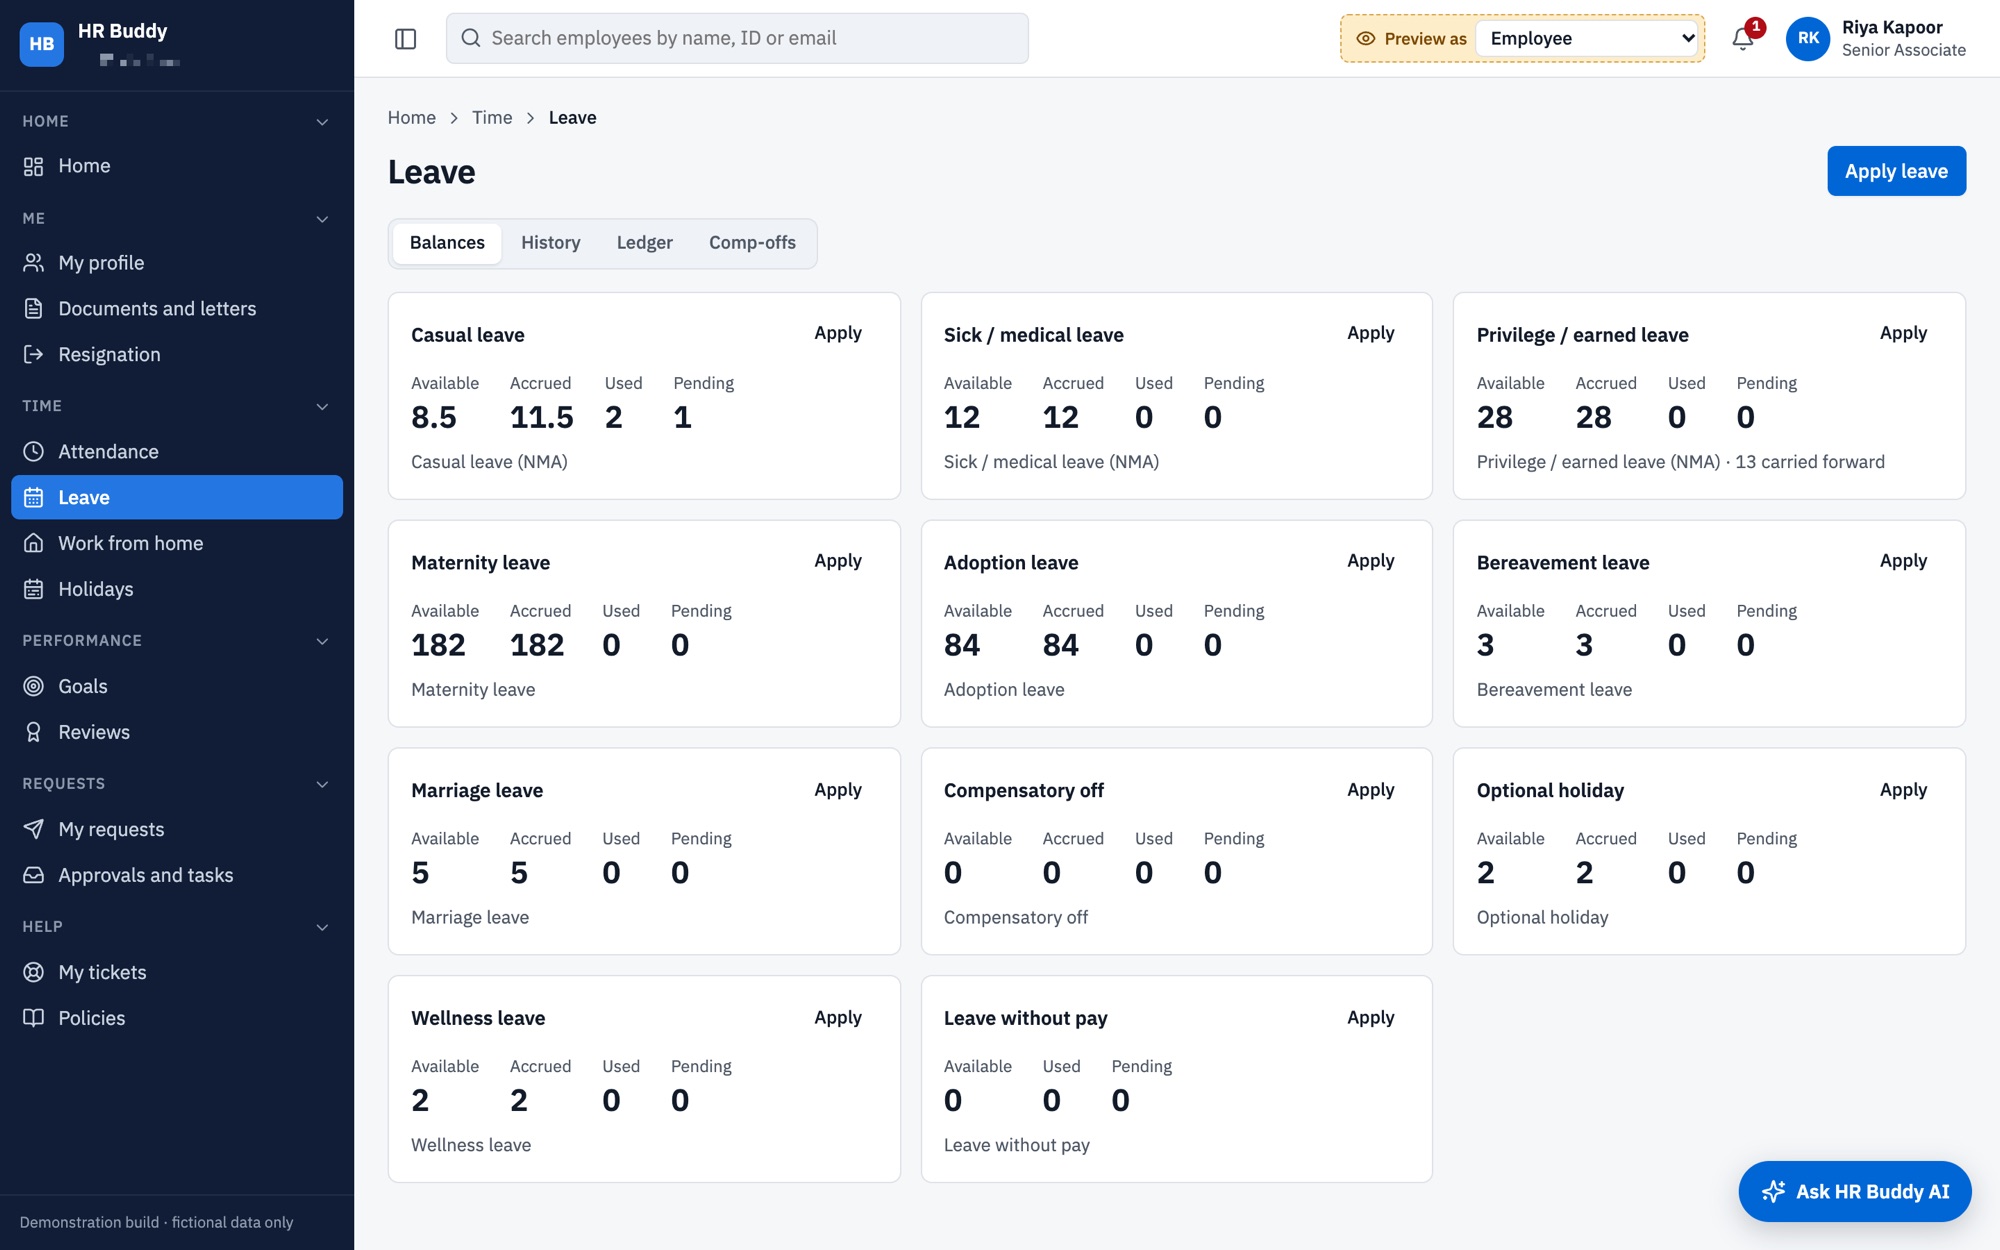 HB
HR Buddy
HOME
Home
ME
My profile
Documents and letters
Resignation
TIME
Attendance
Leave
Work from home
Holidays
PERFORMANCE
Goals
Reviews
REQUESTS
My requests
Approvals and tasks
HELP
My tickets
Policies
Demonstration build · fictional data only
Search employees by name, ID or email
Preview as
Employee
1
RK
Riya Kapoor
Senior Associate
Home > Time > Leave
Leave
Apply leave
Balances History Ledger Comp-offs
Casual leave Apply
Available Accrued Used Pending
8.5 11.5 2 1
Casual leave (NMA)
Sick / medical leave Apply
Available Accrued Used Pending
12 12 0 0
Sick / medical leave (NMA)
Privilege / earned leave Apply
Available Accrued Used Pending
28 28 0 0
Privilege / earned leave (NMA) · 13 carried forward
Maternity leave Apply
Available Accrued Used Pending
182 182 0 0
Maternity leave
Adoption leave Apply
Available Accrued Used Pending
84 84 0 0
Adoption leave
Bereavement leave Apply
Available Accrued Used Pending
3 3 0 0
Bereavement leave
Marriage leave Apply
Available Accrued Used Pending
5 5 0 0
Marriage leave
Compensatory off Apply
Available Accrued Used Pending
0 0 0 0
Compensatory off
Optional holiday Apply
Available Accrued Used Pending
2 2 0 0
Optional holiday
Wellness leave Apply
Available Accrued Used Pending
2 2 0 0
Wellness leave
Leave without pay Apply
Available Used Pending
0 0 0
Leave without pay
Ask HR Buddy AI